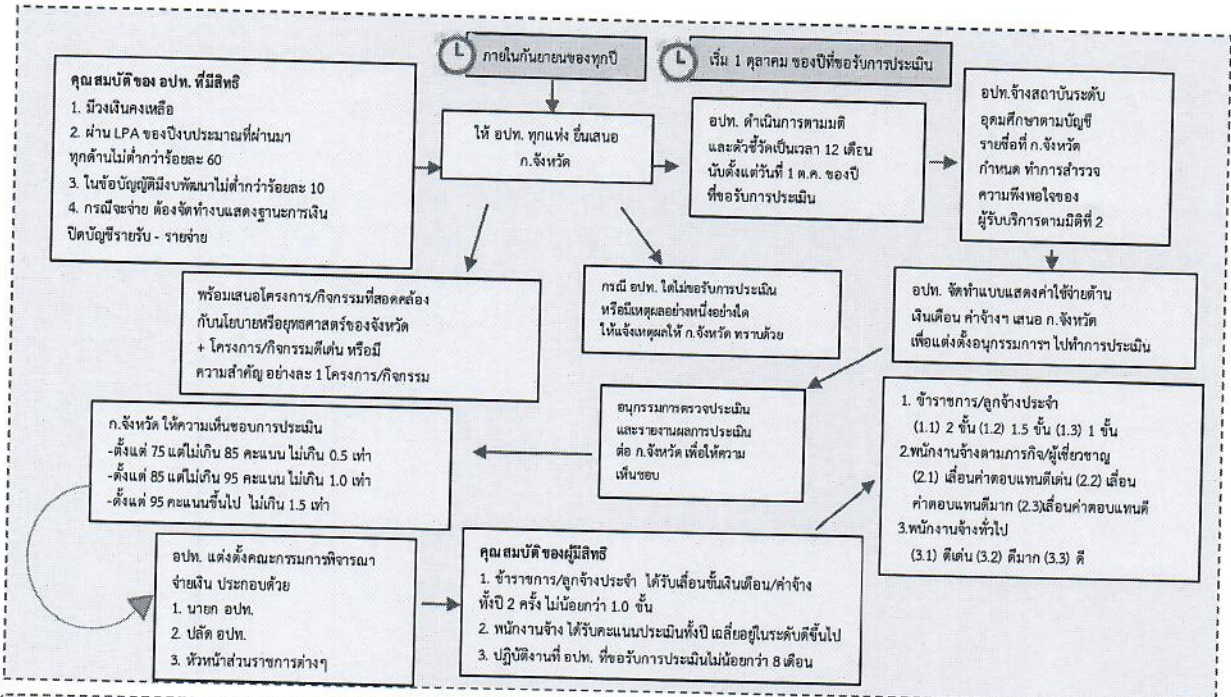 ภายในกันยายนของทุกปี
เริ่ม 1 ตุลาคม ของปีที่ขอรับการประเมิน
คุณสมบัติของ อปท. ที่มีสิทธิ
1. มีวงเงินคงเหลือ
2. ผ่าน LPA ของปีงบประมาณที่ผ่านมา
ทุกด้านไม่ต่ำกว่าร้อยละ 60
3. ในข้อบัญญัติมีงบพัฒนาไม่ต่ำกว่าร้อยละ 10
4. กรณีจะจ่าย ต้องจัดทำงบแสดงฐานะการเงิน
ปิดบัญชีรายรับ - รายจ่าย
ให้ อปท. ทุกแห่ง ยื่นเสนอ
ก.จังหวัด
อปท. ดำเนินการตามมติ
และตัวชี้วัดเป็นเวลา 12 เดือน
นับตั้งแต่วันที่ 1 ต.ค. ของปี
ที่ขอรับการประเมิน
อปท.จ้างสถาบันระดับ
อุดมศึกษาตามบัญชี
รายชื่อที่ ก.จังหวัด
กำหนด ทำการสำรวจ
ความพึงพอใจของ
ผู้รับบริการตามมิติที่ 2
พร้อมเสนอโครงการ/กิจกรรมที่สอดคล้อง
กับนโยบายหรือยุทธศาสตร์ของจังหวัด
+ โครงการ/กิจกรรมดีเด่น หรือมี
ความสำคัญ อย่างละ 1 โครงการ/กิจกรรม
กรณี อปท. ใดไม่ขอรับการประเมิน
หรือมีเหตุผลอย่างหนึ่งอย่างใด
ให้แจ้งเหตุผลให้ ก.จังหวัด ทราบด้วย
อปท. จัดทำแบบแสดงค่าใช้จ่ายด้าน
เงินเดือน ค่าจ้างฯ เสนอ ก.จังหวัด
เพื่อแต่งตั้งอนุกรรมการฯ ไปทำการประเมิน
ก.จังหวัด ให้ความเห็นชอบการประเมิน
-ตั้งแต่ 75 แต่ไม่เกิน 85 คะแนน ไม่เกิน 0.5 เท่า
-ตั้งแต่ 85 แต่ไม่เกิน 95 คะแนน ไม่เกิน 1.0 เท่า
-ตั้งแต่ 95 คะแนนขึ้นไป ไม่เกิน 1.5 เท่า
อนุกรรมการตรวจประเมิน
และรายงานผลการประเมิน
ต่อ ก.จังหวัด เพื่อให้ความ
เห็นชอบ
1. ข้าราชการ/ลูกจ้างประจำ
(1.1) 2 ขั้น (1.2) 1.5 ขั้น (1.3) 1 ขั้น
2.พนักงานจ้างตามภารกิจ/ผู้เชี่ยวชาญ
(2.1) เลื่อนค่าตอบแทนดีเด่น (2.2) เลื่อน
ค่าตอบแทนดีมาก (2.3)เลื่อนค่าตอบแทนดี
3.พนักงานจ้างทั่วไป
(3.1) ดีเด่น (3.2) ดีมาก (3.3) ดี
อปท. แต่งตั้งคณะกรรมการพิจารณา
จ่ายเงิน ประกอบด้วย
1. นายก อปท.
2. ปลัด อปท.
3. หัวหน้าส่วนราชการต่างๆ
คุณสมบัติของผู้มีสิทธิ
1. ข้าราชการ/ลูกจ้างประจำ ได้รับเลื่อนขั้นเงินเดือน/ค่าจ้าง
ทั้งปี 2 ครั้ง ไม่น้อยกว่า 1.0 ขั้น
2. พนักงานจ้าง ได้รับคะแนนประเมินทั้งปี เฉลี่ยอยู่ในระดับดีขึ้นไป
3. ปฏิบัติงานที่ อปท. ที่ขอรับการประเมินไม่น้อยกว่า 8 เดือน